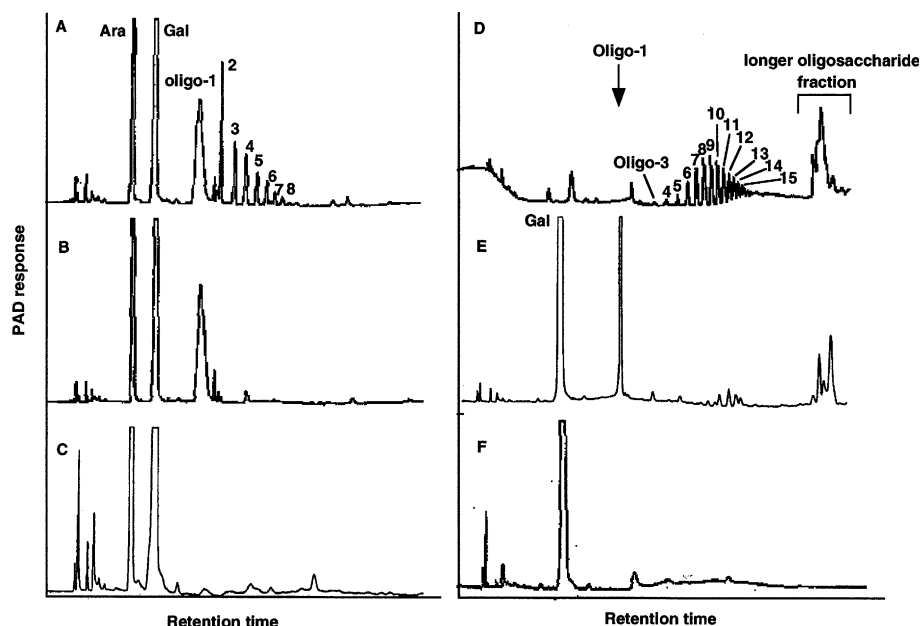 A
Ara
Gal
oligo-1
2
3
4
5
6
7
8
B
C
Retention time
PAD response
D
Oligo-1
longer oligosaccharide
fraction
Oligo-3
4
5
6
7
8
9
10
11
12
13
14
15
Gal
E
F
Retention time